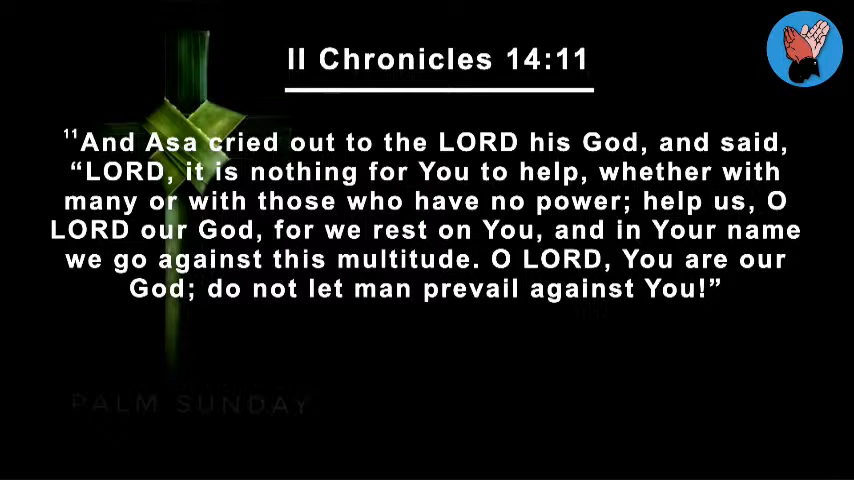 II Chronicles 14:11
¹¹And Asa cried out to the LORD his God, and said,
“LORD, it is nothing for You to help, whether with
many or with those who have no power; help us, O
LORD our God, for we rest on You, and in Your name
we go against this multitude. O LORD, You are our
God; do not let man prevail against You!”
PALM SUNDAY